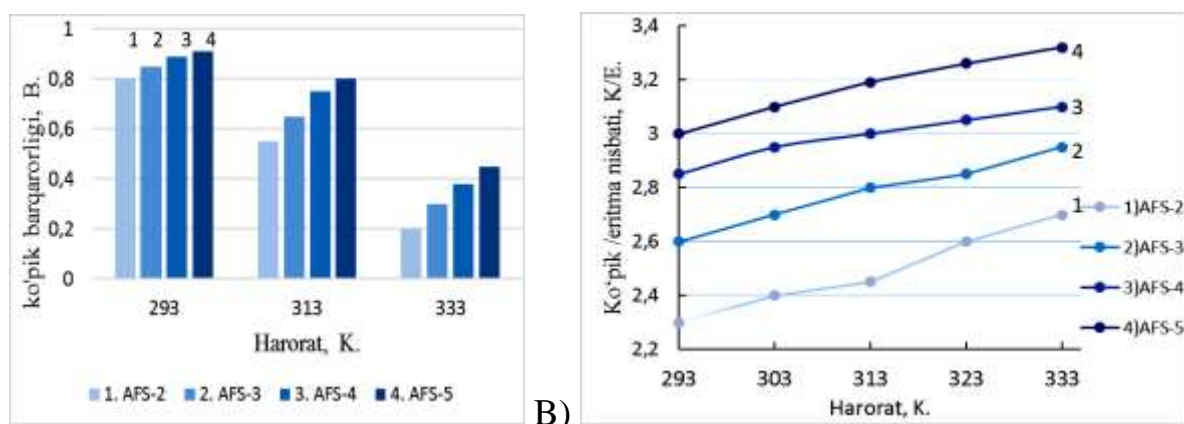 ko'pik barqarorligi, B.
1
0,8
0,6
0,4
0,2
0
1 2 3 4
293 313 333
Harorat, K.
1. AFS-2 2. AFS-3 3. AFS-4 4. AFS-5
B)
Ko'pik /eritma nisbati, K/E.
3,4
3,2
3
2,8
2,6
2,4
2,2
4
3
2
1
293 303 313 323 333
Harorat, K.
1)AFS-2
2)AFS-3
3)AFS-4
4)AFS-5